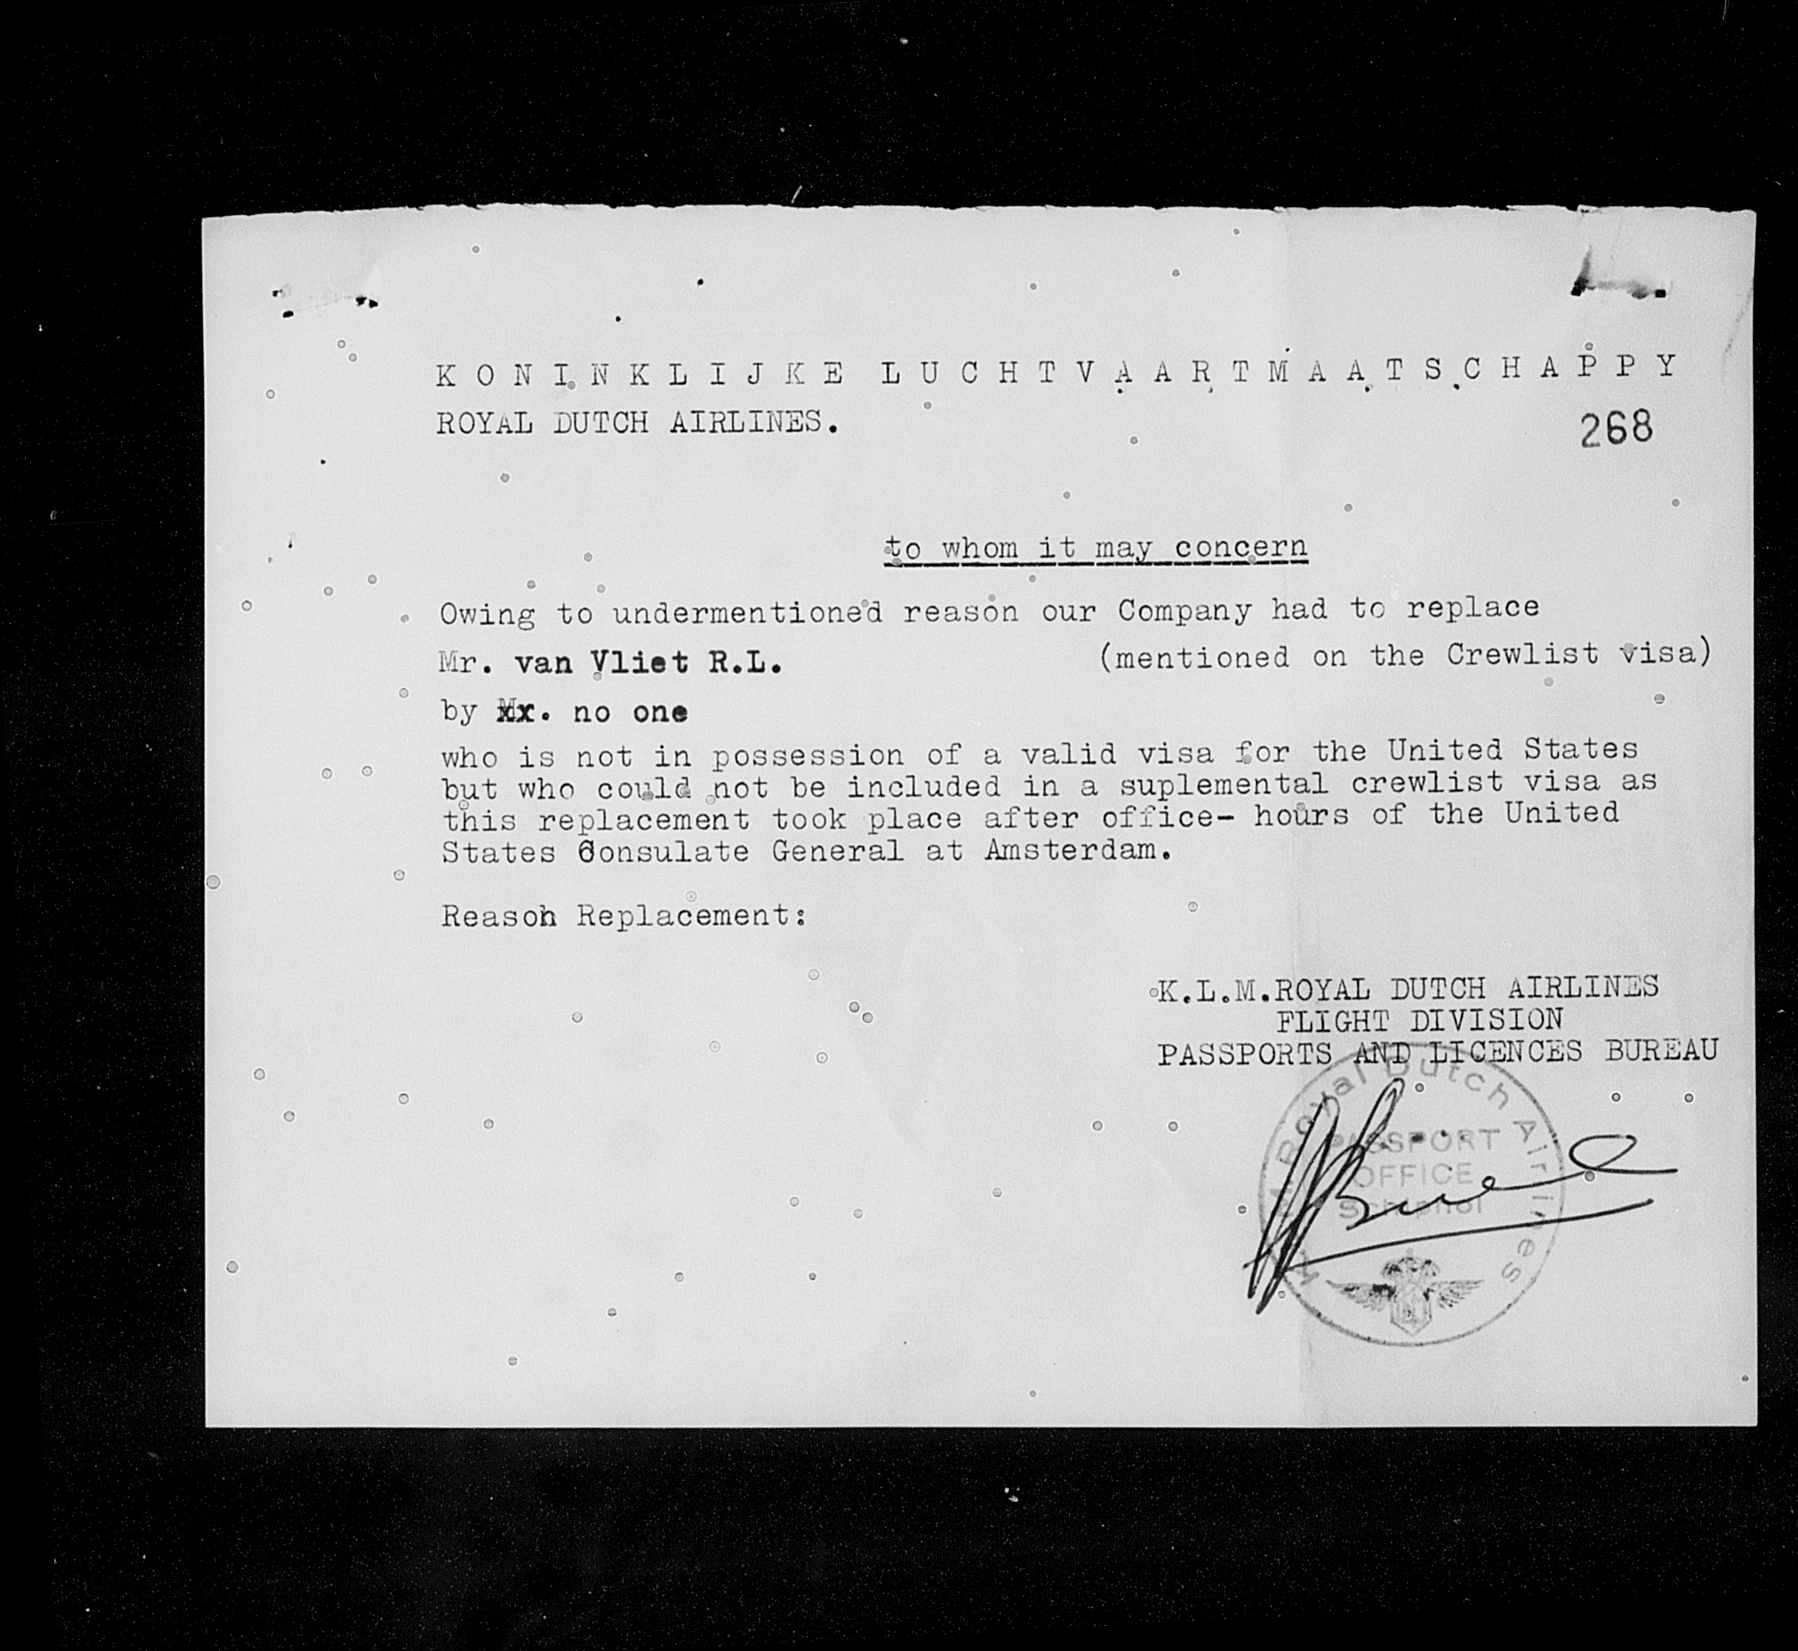 KONINKLIJKE LUCHTVAARTMAATSCHAPPY
ROYAL DUTCH AIRLINES.
268
to whom it may concern
Owing to undermentioned reason our Company had to replace
Mr. van Vliet R.L. (mentioned on the Crewlist visa)
by Mr. no one
who is not in possession of a valid visa for the United States
but who could not be included in a suplemental crewlist visa as
this replacement took place after office- hours of the United
States Consulate General at Amsterdam.
Reason Replacement:
K.L.M.ROYAL DUTCH AIRLINES
FLIGHT DIVISION
PASSPORTS AND LICENCES BUREAU
Royal Dutch Airlines
PASSPORT
OFFICE
Schiphol